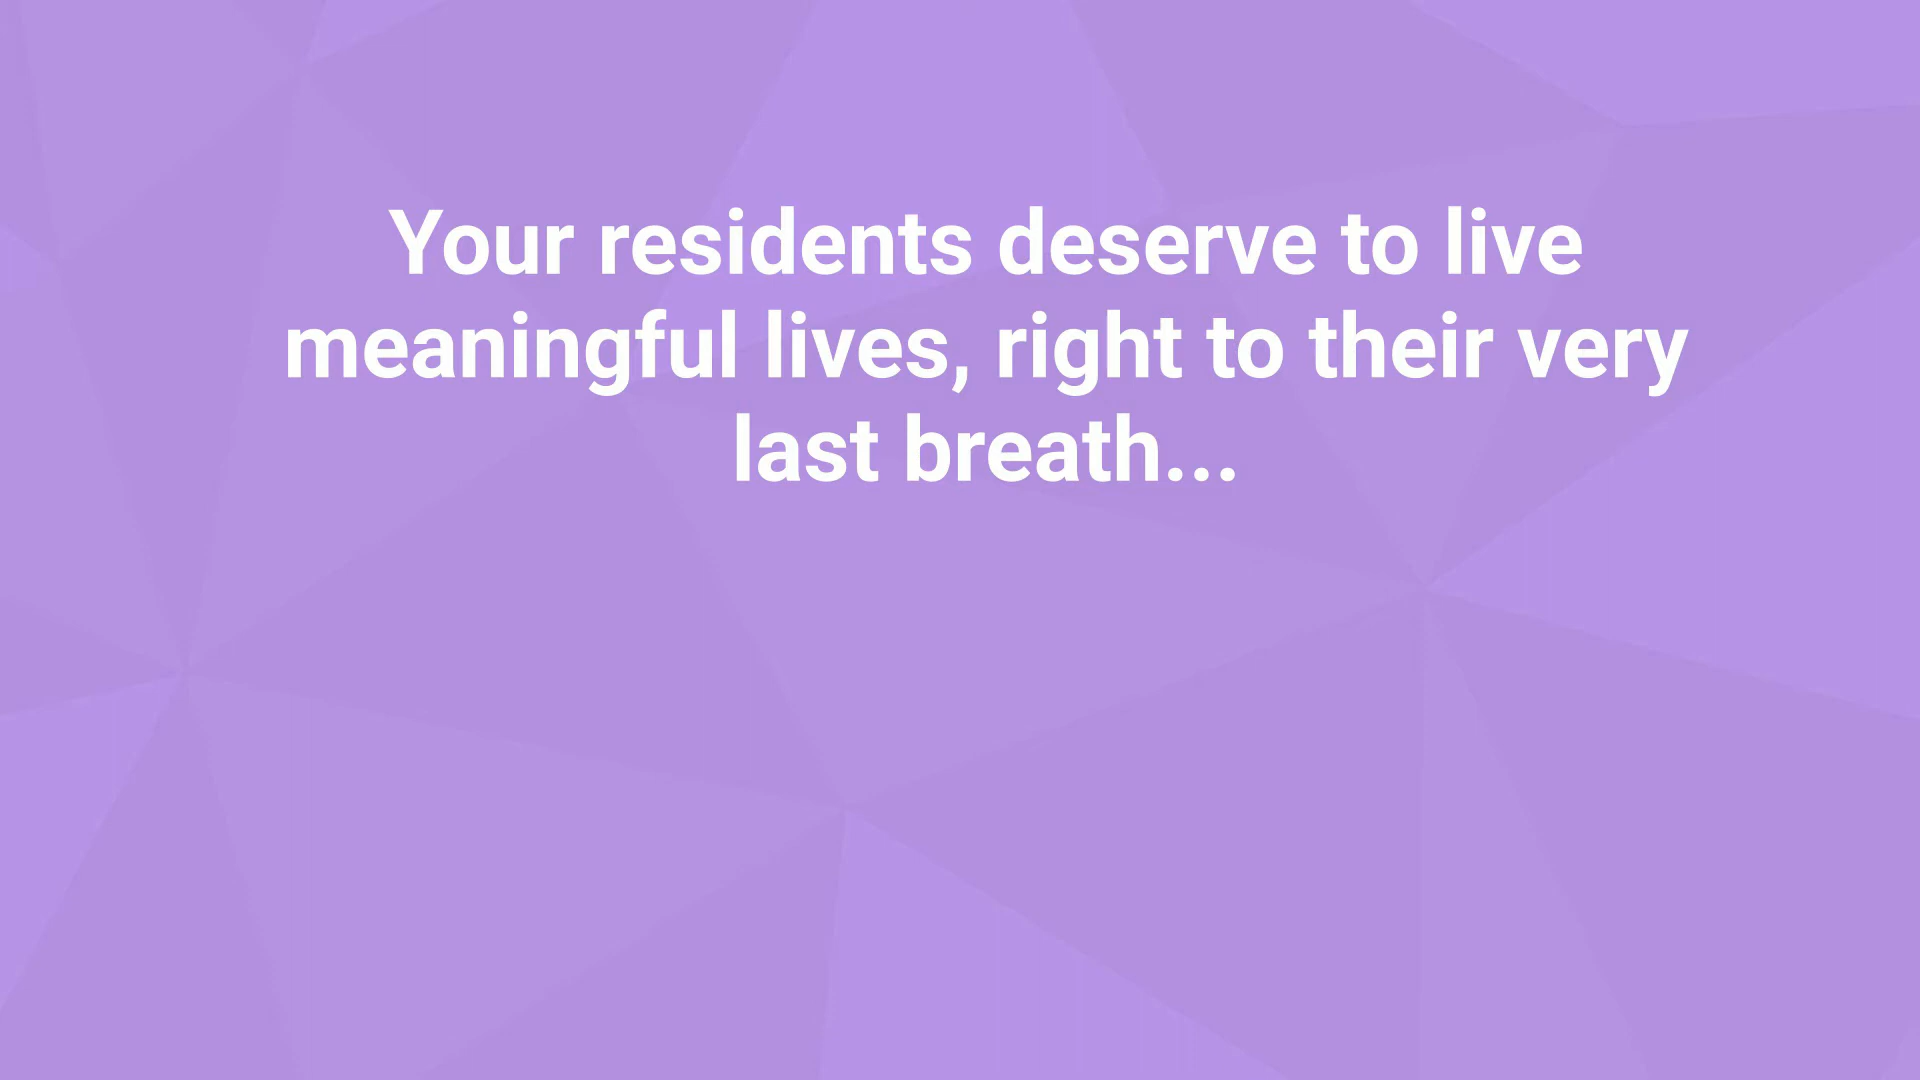 Your residents deserve to live
meaningful lives, right to their very
last breath...